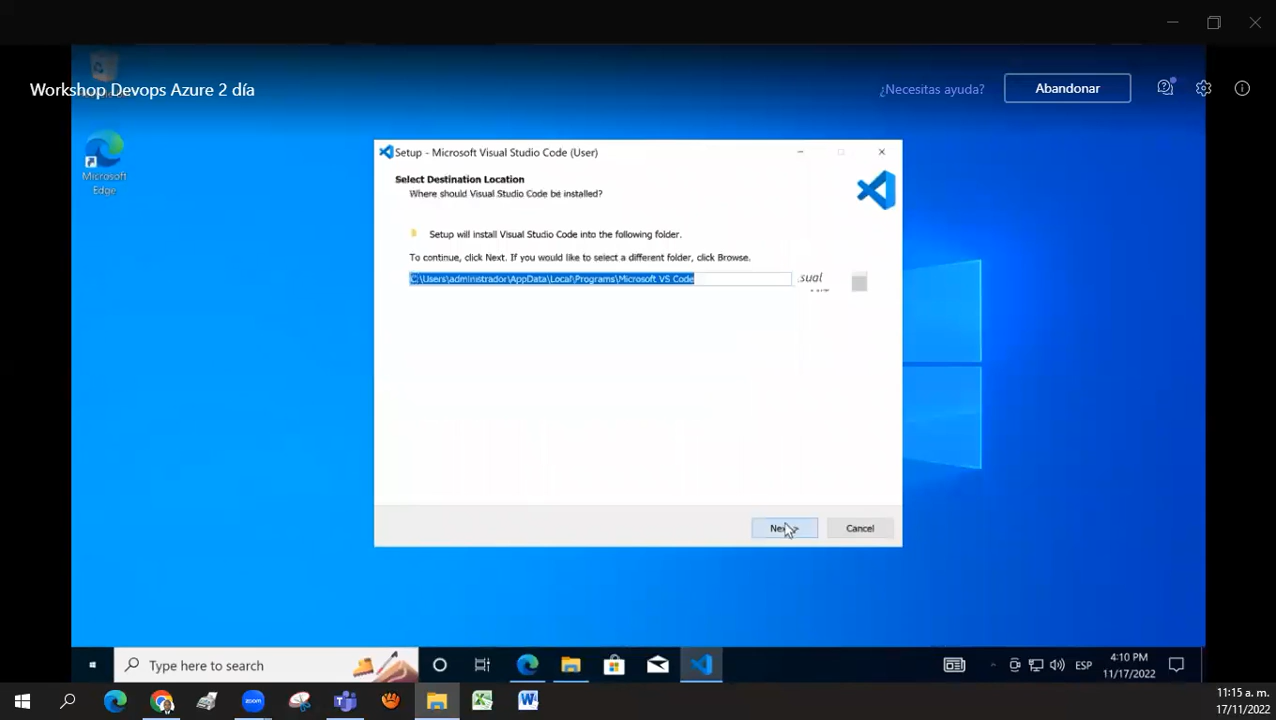 Workshop Devops Azure 2 día
¿Necesitas ayuda?
Abandonar
Microsoft
Edge
Setup - Microsoft Visual Studio Code (User)
Select Destination Location
Where should Visual Studio Code be installed?
Setup will install Visual Studio Code into the following folder.
To continue, click Next. If you would like to select a different folder, click Browse.
C:\Users\administrador\AppData\Local\Programs\Microsoft VS Code
Cancel
Type here to search
ESP
4:10 PM
11/17/2022
zoom
11:15 a. m.
17/11/2022